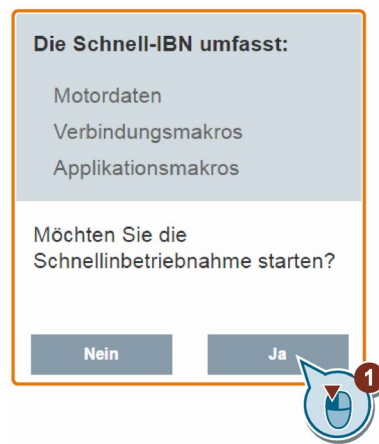 Die Schnell-IBN umfasst:
Motordaten
Verbindungsmakros
Applikationsmakros
Möchten Sie die
Schnellinbetriebnahme starten?
Nein
Ja
1